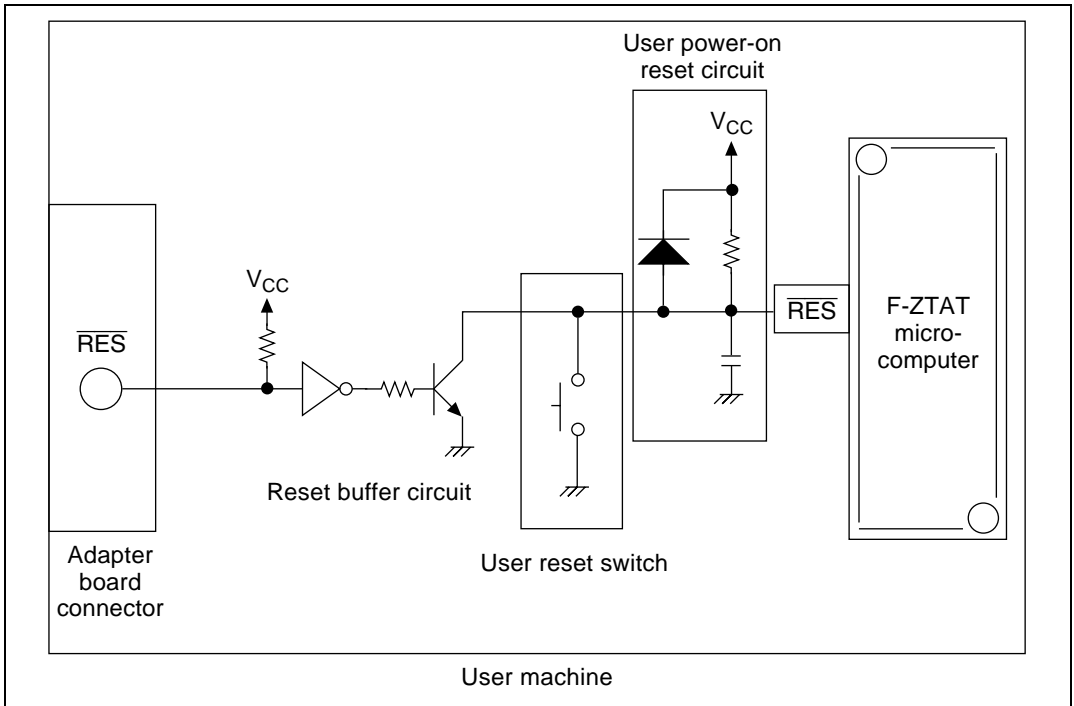 User power-on
reset circuit
VCC
VCC
RES
RES
F-ZTAT
micro-
computer
Reset buffer circuit
User reset switch
Adapter
board
connector
User machine